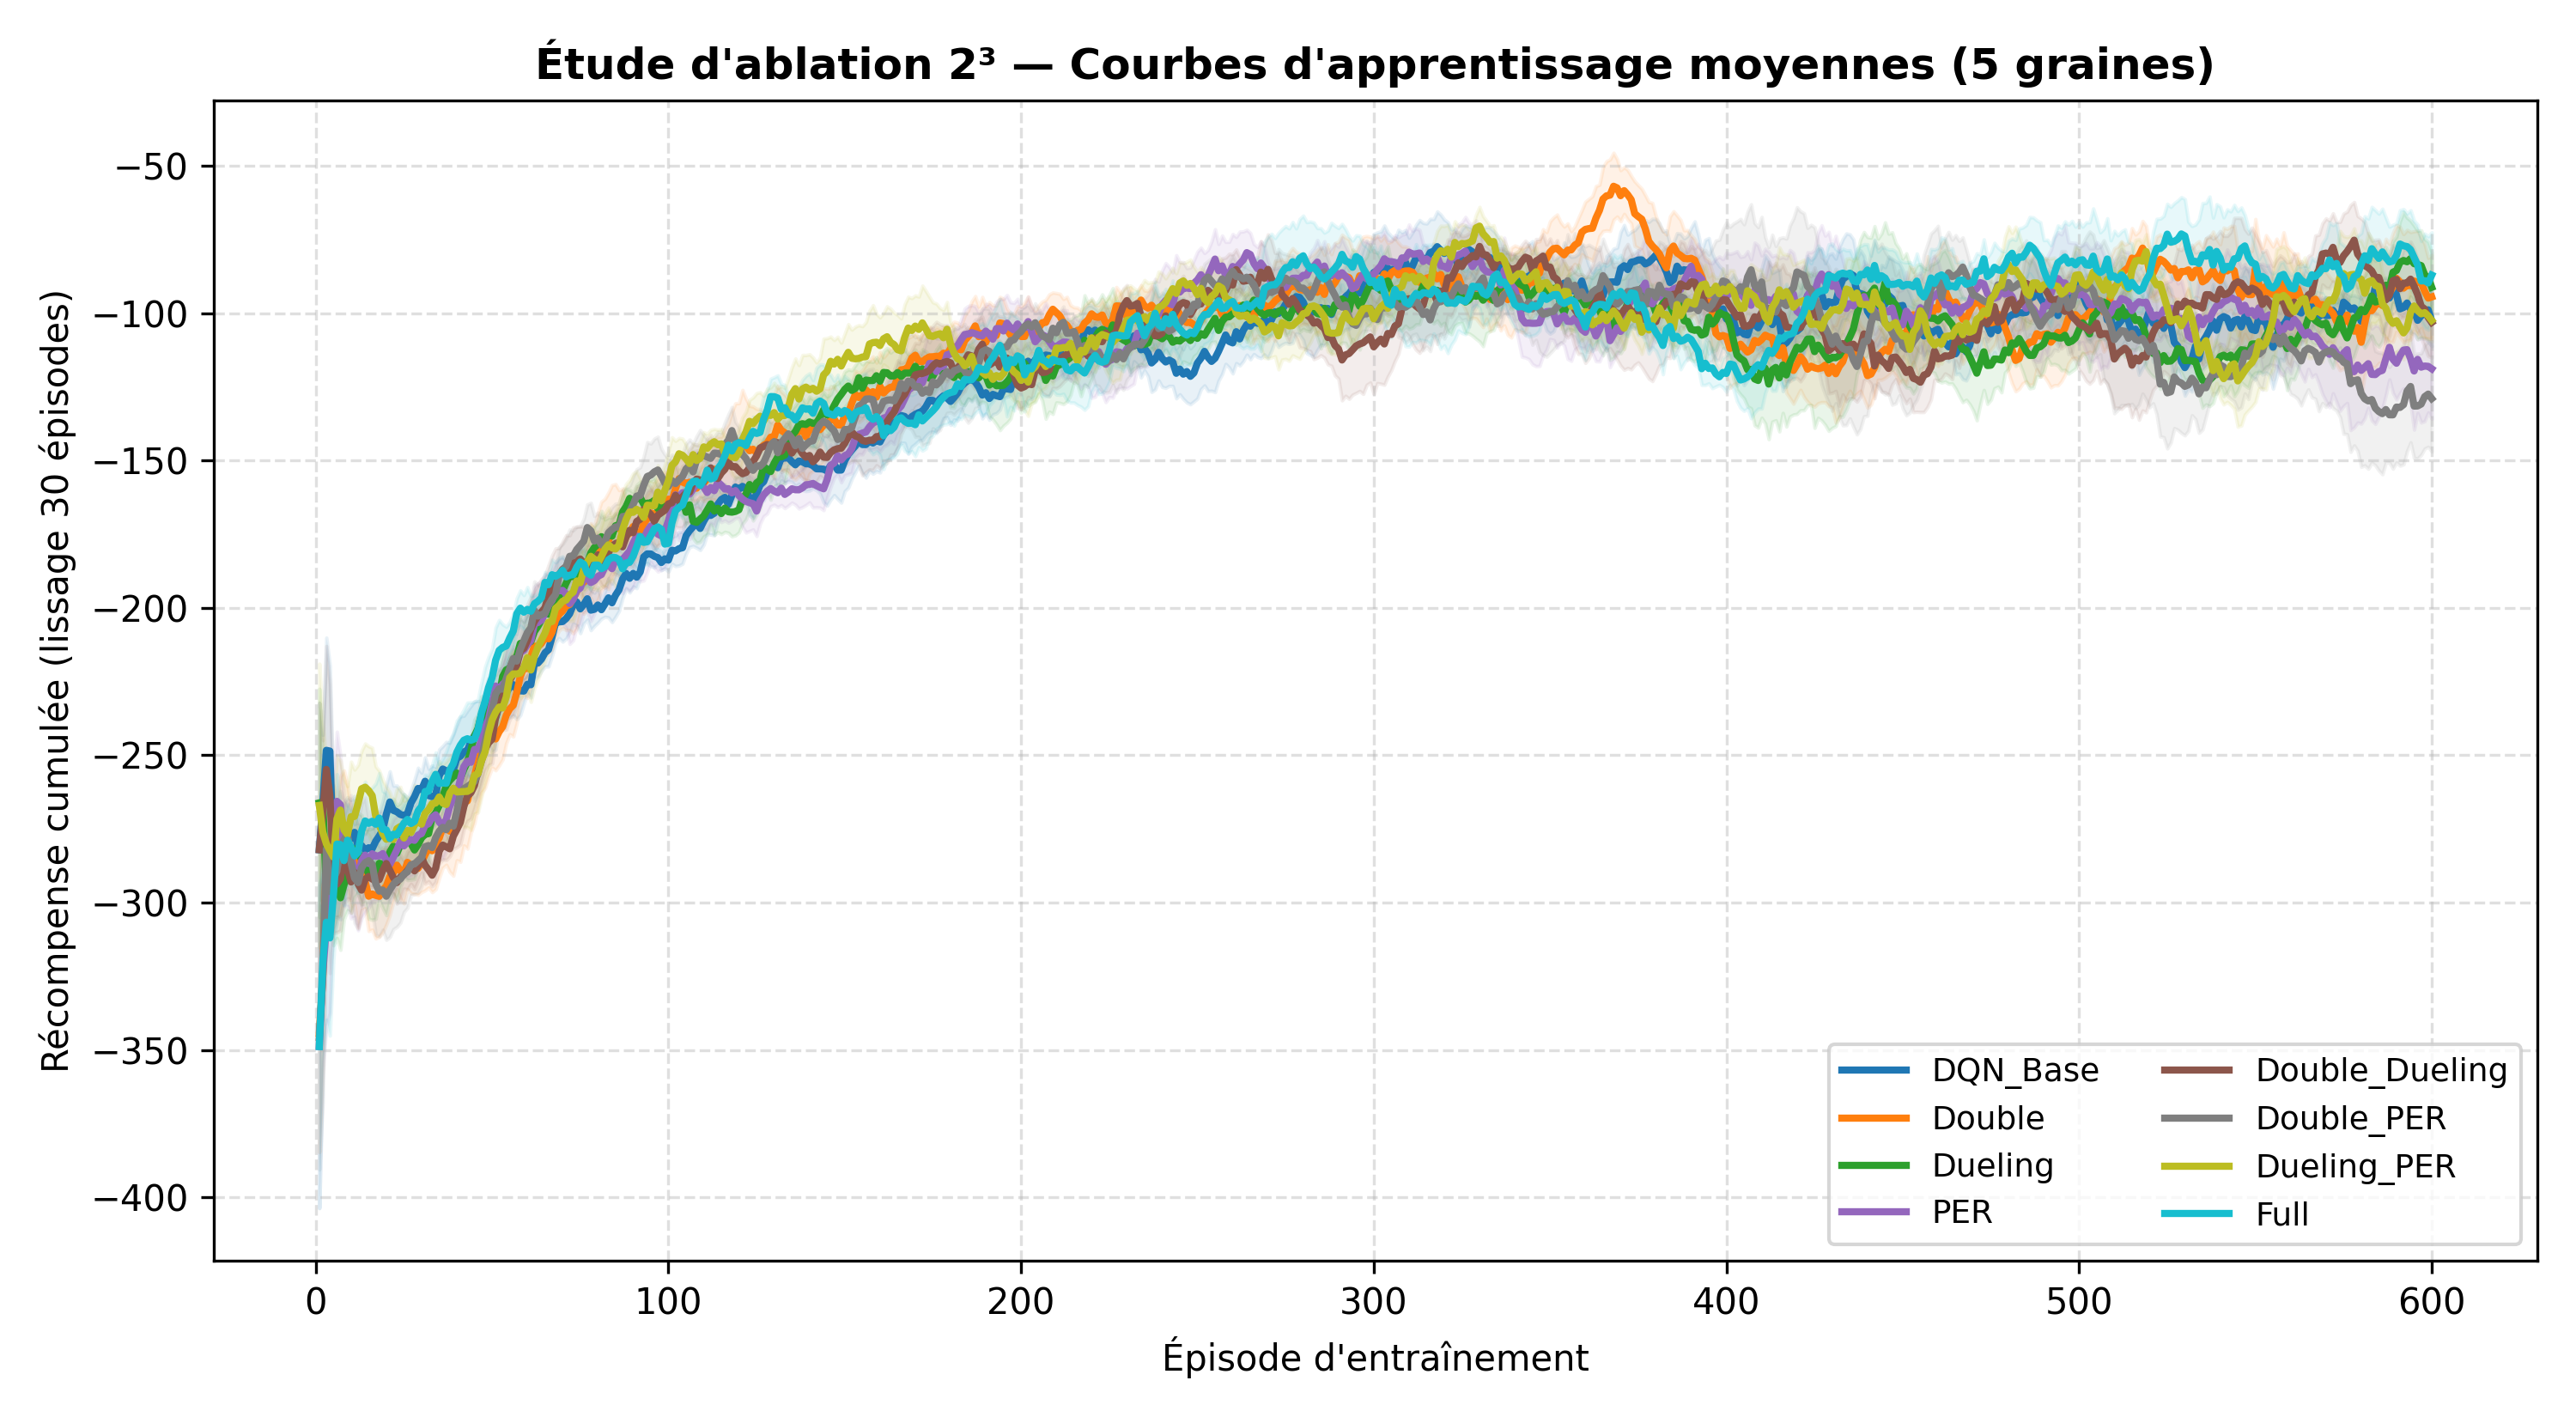 Étude d'ablation 2³ — Courbes d'apprentissage moyennes (5 graines)
Récompense cumulée (lissage 30 épisodes)
−50
−100
−150
−200
−250
−300
−350
−400
0 100 200 300 400 500 600
Épisode d'entraînement
DQN_Base
Double
Dueling
PER
Double_Dueling
Double_PER
Dueling_PER
Full